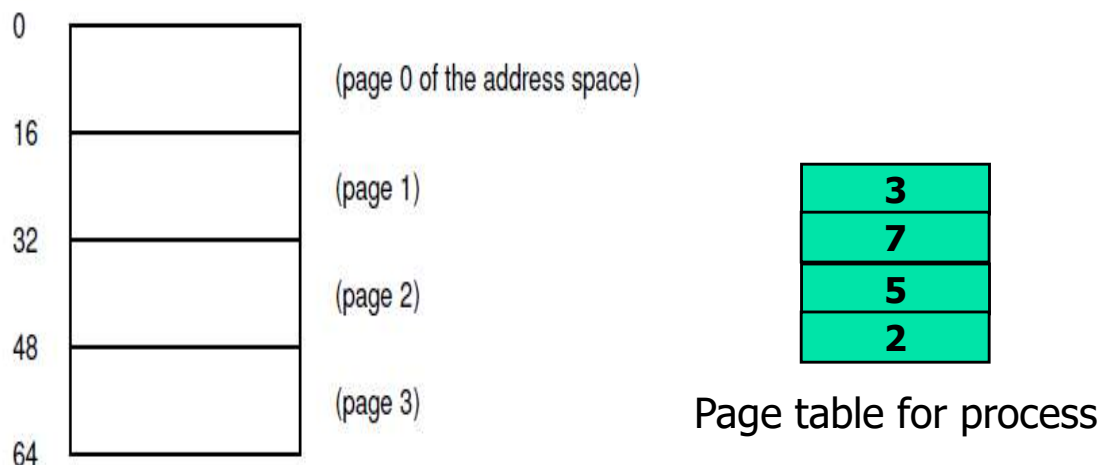 0
(page 0 of the address space)
16
(page 1)
32
(page 2)
48
(page 3)
64
3
7
5
2
Page table for process